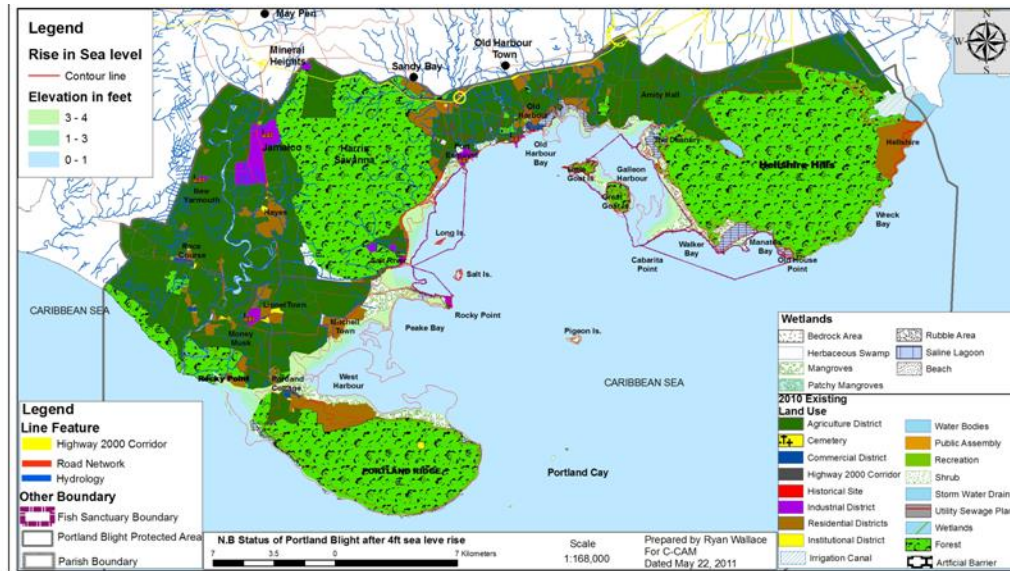 Legend
Rise in Sea level
Contour line
Elevation in feet
3 - 4
1 - 3
0 - 1
May Pen
Mineral
Heights
Sandy Bay
Old Harbour
Town
N
W
E
S
Jamaico
Harris
Savanna
Old
Harbour
Old
Harbour
Bay
Amity Hall
Hellshire Hills
Hellshire
Galleon
Harbour
Great
Goat Is.
New
Yarmouth
Hayes
Race
Course
Long Is.
Salt River
Salt Is.
Rocky Point
Cabarita
Point
Walker
Bay
Manatee
Bay
Old House
Point
Wreck
Bay
CARIBBEAN SEA
Lionel Town
Money
Musk
Mitchell
Town
Peake Bay
Pigeon Is.
Rocky Point
Portland
Cottage
West
Harbour
CARIBBEAN SEA
PORTLAND RIDGE
Portland Cay
Wetlands
Bedrock Area
Herbaceous Swamp
Mangroves
Patchy Mangroves
Rubble Area
Saline Lagoon
Beach
2010 Existing
Land Use
Agriculture District
Cemetery
Commercial District
Highway 2000 Corridor
Historical Site
Industrial District
Residential Districts
Institutional District
Irrigation Canal
Water Bodies
Public Assembly
Recreation
Shrub
Storm Water Drain
Utility Sewage Plan
Wetlands
Forest
Artficial Barrier
Legend
Line Feature
Highway 2000 Corridor
Road Network
Hydrology
Other Boundary
Fish Sanctuary Boundary
Portland Blight Protected Area
Parish Boundary
N.B Status of Portland Blight after 4ft sea leve rise
7 3.5 0 7 Kilometers
Scale
1:168,000
Prepared by Ryan Wallace
For C-CAM
Dated May 22, 2011